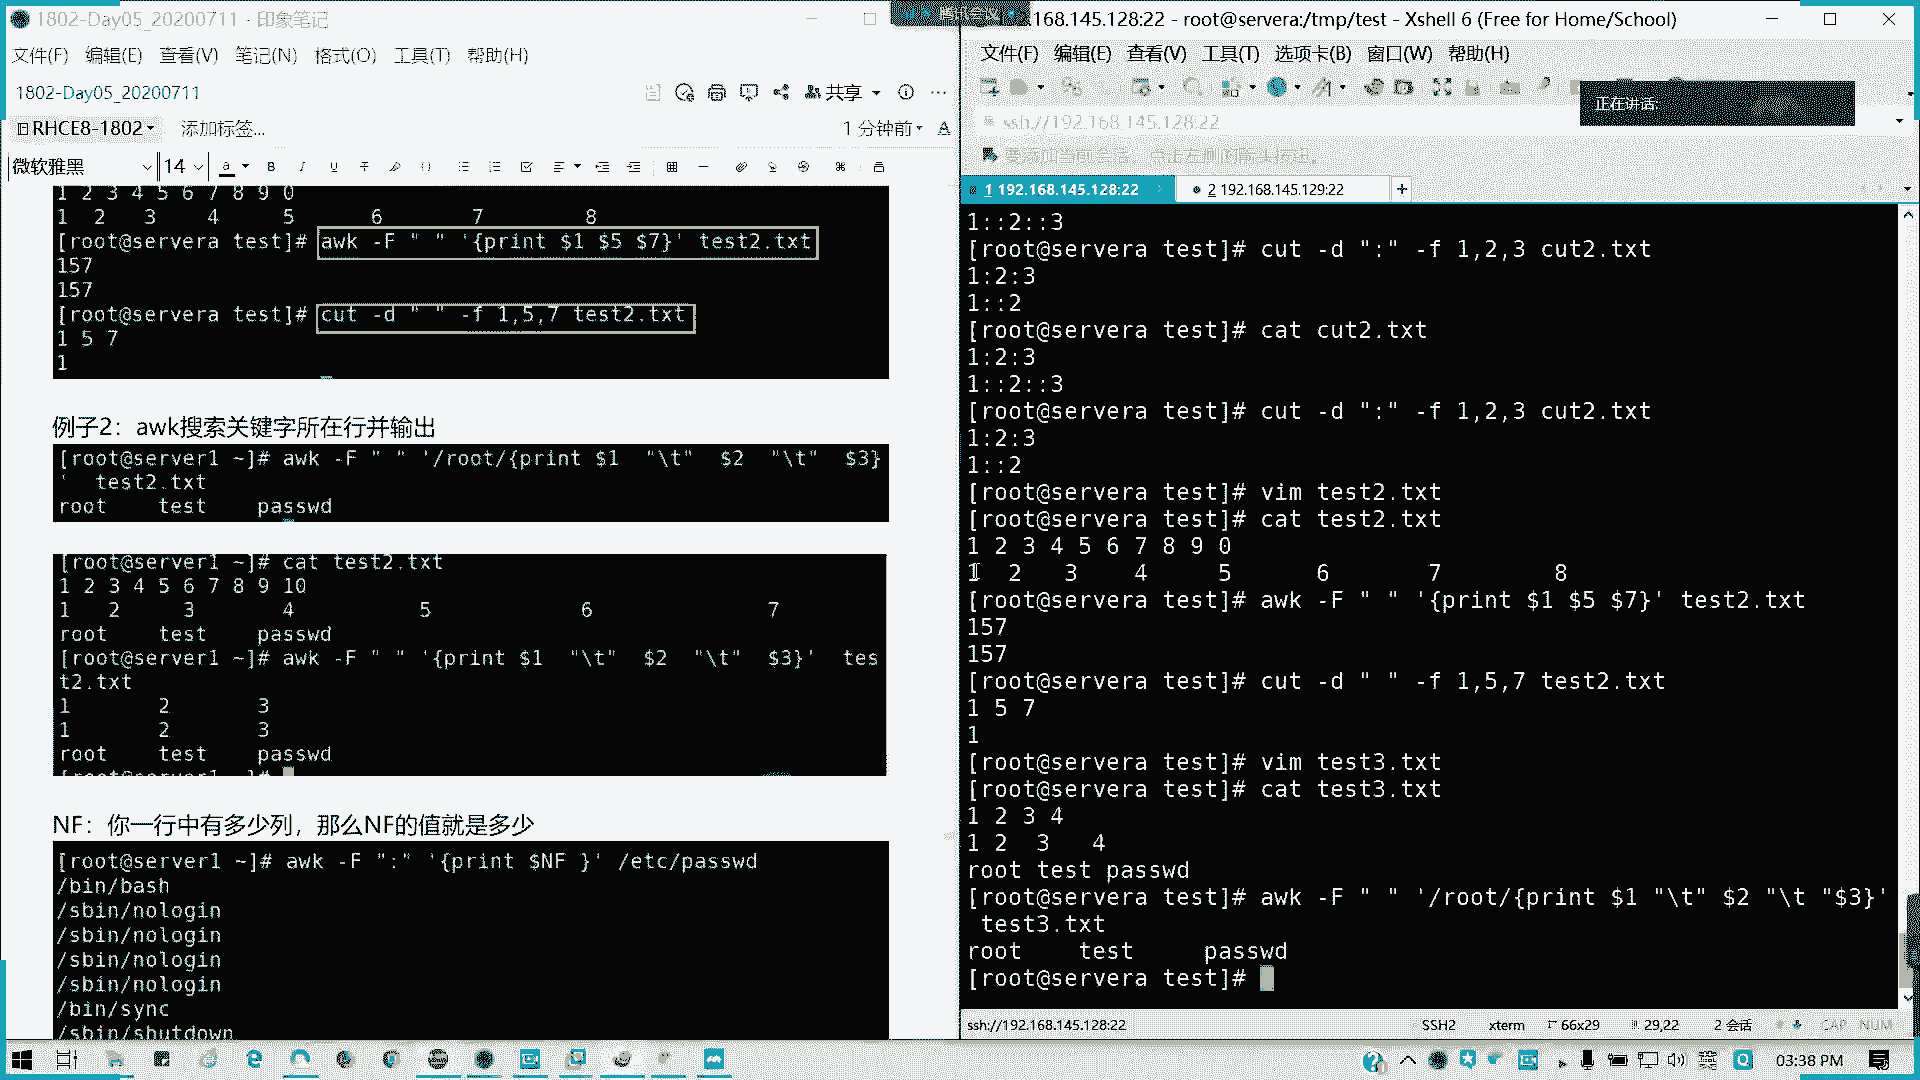 1802-Day05_20200711 - 印象笔记
文件(F) 编辑(E) 查看(V) 笔记(N) 格式(O) 工具(T) 帮助(H)
1802-Day05_20200711
共享
RHCE8-1802 添加标签...
1 分钟前
微软雅黑 14
1 2 3 4 5 6 7 8 9 0
1 2 3 4 5 6 7 8
[root@servera test]# awk -F " " '{print $1 $5 $7}' test2.txt
157
157
[root@servera test]# cut -d " " -f 1,5,7 test2.txt
1 5 7
1
例子2：awk搜索关键字所在行并输出
[root@server1 ~]# awk -F " " '/root/{print $1 "\t" $2 "\t" $3}
' test2.txt
root test passwd
[root@server1 ~]# cat test2.txt
1 2 3 4 5 6 7 8 9 10
1 2 3 4 5 6 7
root test passwd
[root@server1 ~]# awk -F " " '{print $1 "\t" $2 "\t" $3}' tes
t2.txt
1 2 3
1 2 3
root test passwd
NF：你一行中有多少列，那么NF的值就是多少
[root@server1 ~]# awk -F ":" '{print $NF }' /etc/passwd
/bin/bash
/sbin/nologin
/sbin/nologin
/sbin/nologin
/sbin/nologin
/bin/sync
/sbin/shutdown
腾讯会议
168.145.128:22 - root@servera:/tmp/test - Xshell 6 (Free for Home/School)
文件(F) 编辑(E) 查看(V) 工具(T) 选项卡(B) 窗口(W) 帮助(H)
正在讲话:
ssh://192.168.145.128:22
要添加当前会话，点击左侧的箭头按钮。
1 192.168.145.128:22
2 192.168.145.129:22
1::2::3
[root@servera test]# cut -d ":" -f 1,2,3 cut2.txt
1:2:3
1::2
[root@servera test]# cat cut2.txt
1:2:3
1::2::3
[root@servera test]# cut -d ":" -f 1,2,3 cut2.txt
1:2:3
1::2
[root@servera test]# vim test2.txt
[root@servera test]# cat test2.txt
1 2 3 4 5 6 7 8 9 0
1 2 3 4 5 6 7 8
[root@servera test]# awk -F " " '{print $1 $5 $7}' test2.txt
157
157
[root@servera test]# cut -d " " -f 1,5,7 test2.txt
1 5 7
1
[root@servera test]# vim test3.txt
[root@servera test]# cat test3.txt
1 2 3 4
1 2 3 4
root test passwd
[root@servera test]# awk -F " " '/root/{print $1 "\t" $2 "\t "$3}'
test3.txt
root test passwd
[root@servera test]#
ssh://192.168.145.128:22 SSH2 xterm 66x29 29,22 2 会话 CAP NUM
英 03:38 PM